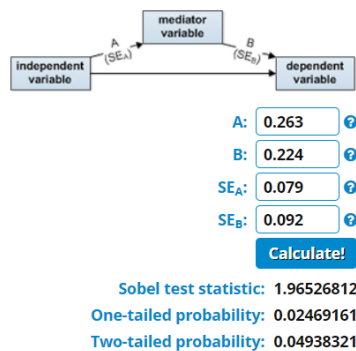 mediator
variable
A
(SEA)
B
(SEB)
independent
variable
dependent
variable
A: 0.263 ?
B: 0.224 ?
SEA: 0.079 ?
SEB: 0.092 ?
Calculate!
Sobel test statistic: 1.96526812
One-tailed probability: 0.02469161
Two-tailed probability: 0.04938321